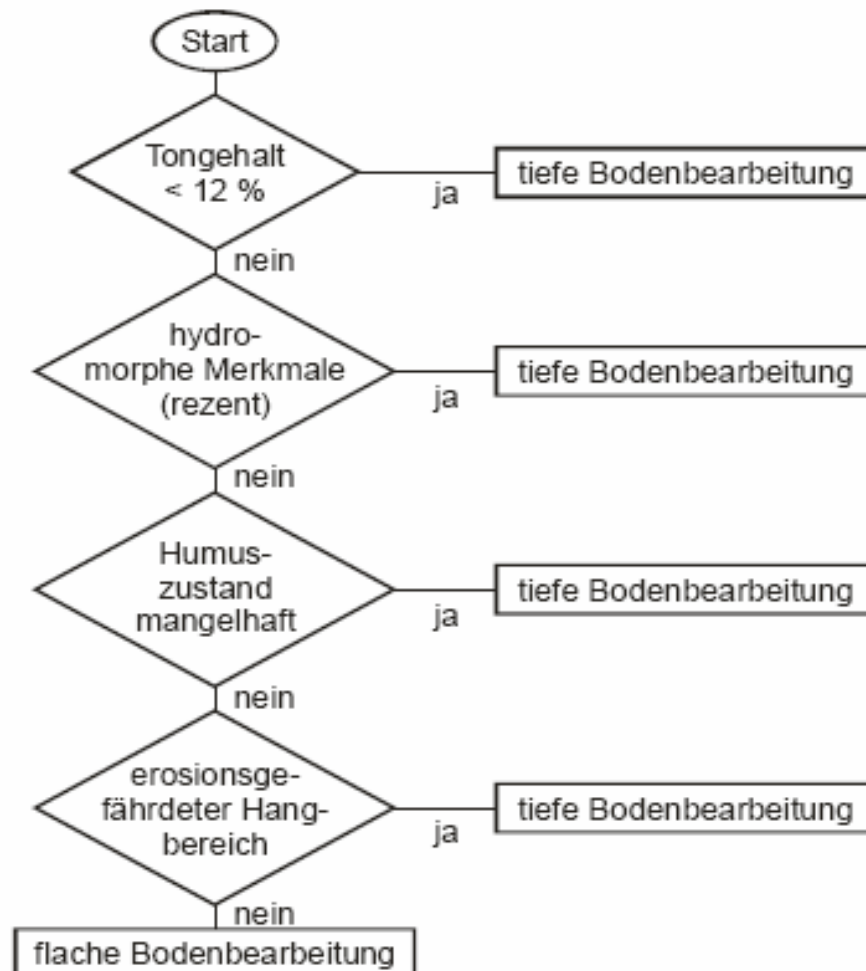 Start
Tongehalt
< 12 %
ja
tiefe Bodenbearbeitung
nein
hydro-
morphe Merkmale
(rezent)
ja
tiefe Bodenbearbeitung
nein
Humus-
zustand
mangelhaft
ja
tiefe Bodenbearbeitung
nein
erosionsge-
fährdeter Hang-
bereich
ja
tiefe Bodenbearbeitung
nein
flache Bodenbearbeitung